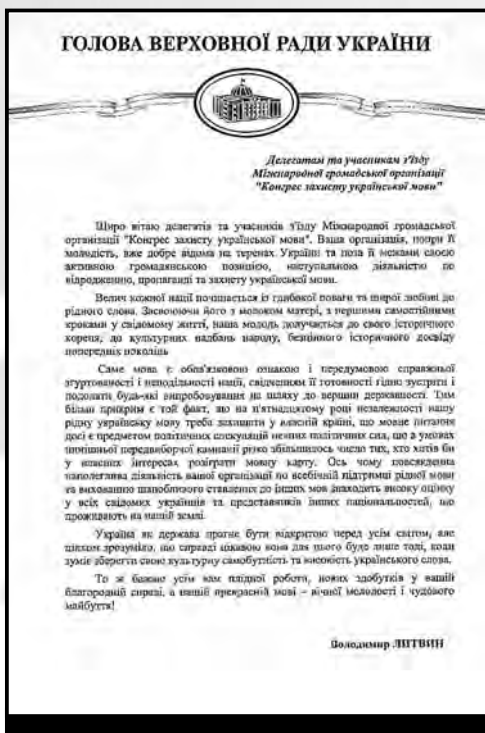 ГОЛОВА ВЕРХОВНОЇ РАДИ УКРАЇНИ
Делегатам та учасникам з'їзду
Міжнародної громадської організації
"Конгрес захисту української мови"
Щиро вітаю делегатів та учасників з'їзду Міжнародної громадської
організації "Конгрес захисту української мови". Ваша організація, попри її
молодість, вже добре відома на теренах України та поза її межами своєю
активною громадянською позицією, наступальною діяльністю по
відродженню, пропаганді та захисту української мови.
Велич кожної нації починається із глибокої поваги та щирої любові до
рідного слова. Засвоюючи його з молоком матері, з першими самостійними
кроками у свідомому житті, наша молодь долучається до свого історичного
кореня, до культурних надбань народу, безцінного історичного досвіду
попередніх поколінь
Саме мова є обов'язковою ознакою і передумовою справжньої
згуртованості і неподільності нації, свідченням її готовності гідно зустріти і
подолати будь-які випробовування на шляху до вершин державності. Тим
більш прикрим є той факт, що на п'ятнадцятому році незалежності нашу
рідну українську мову треба захищати у власній країні, що мовне питання
досі є предметом політичних спекуляцій певних політичних сил, що в умовах
нинішньої передвиборчої кампанії різко збільшилось число тих, хто хотів би
у власних інтересах розіграти мовну карту. Ось чому повсякденна
наполеглива діяльність вашої організації по всебічній підтримці рідної мови
та вихованню шанобливого ставлення до інших мов знаходить високу оцінку
у всіх свідомих українців та представників інших національностей, що
проживають на нашій землі.
Україна як держава прагне бути відкритою перед усім світом, але
цілком зрозуміло, що справді цікавою вона для нього буде лише тоді, коли
зуміє зберегти свою культурну самобутність та високість українського слова.
То ж бажаю усім вам плідної роботи, нових здобутків у вашій
благородній справі, а нашій прекрасній мові – вічної молодості і чудового
майбуття!
Володимир ЛИТВИН